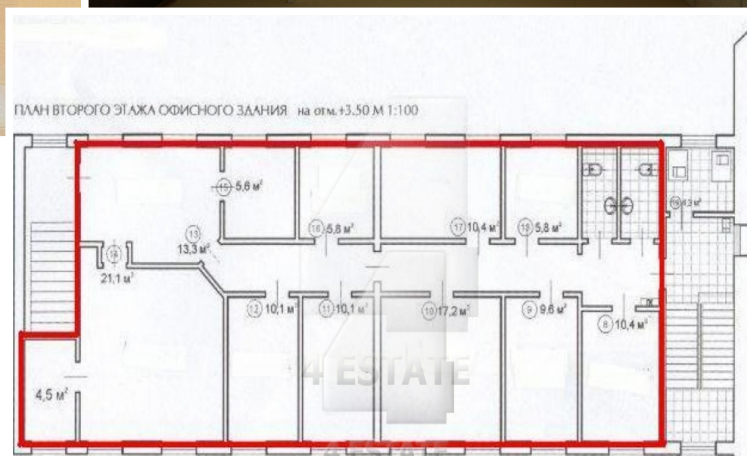 ПЛАН ВТОРОГО ЭТАЖА ОФИСНОГО ЗДАНИЯ на отм.+3.50 М 1:100
15 5,6 м²
16 5,8 м²
17 10,4 м²
18 5,8 м²
13
13,3 м²
14
21,1 м²
12 10,1 м²
11 10,1 м²
10 17,2 м²
9 9,6 м²
8 10,4 м²
4,5 м²
4 ESTATE
4 ESTATE